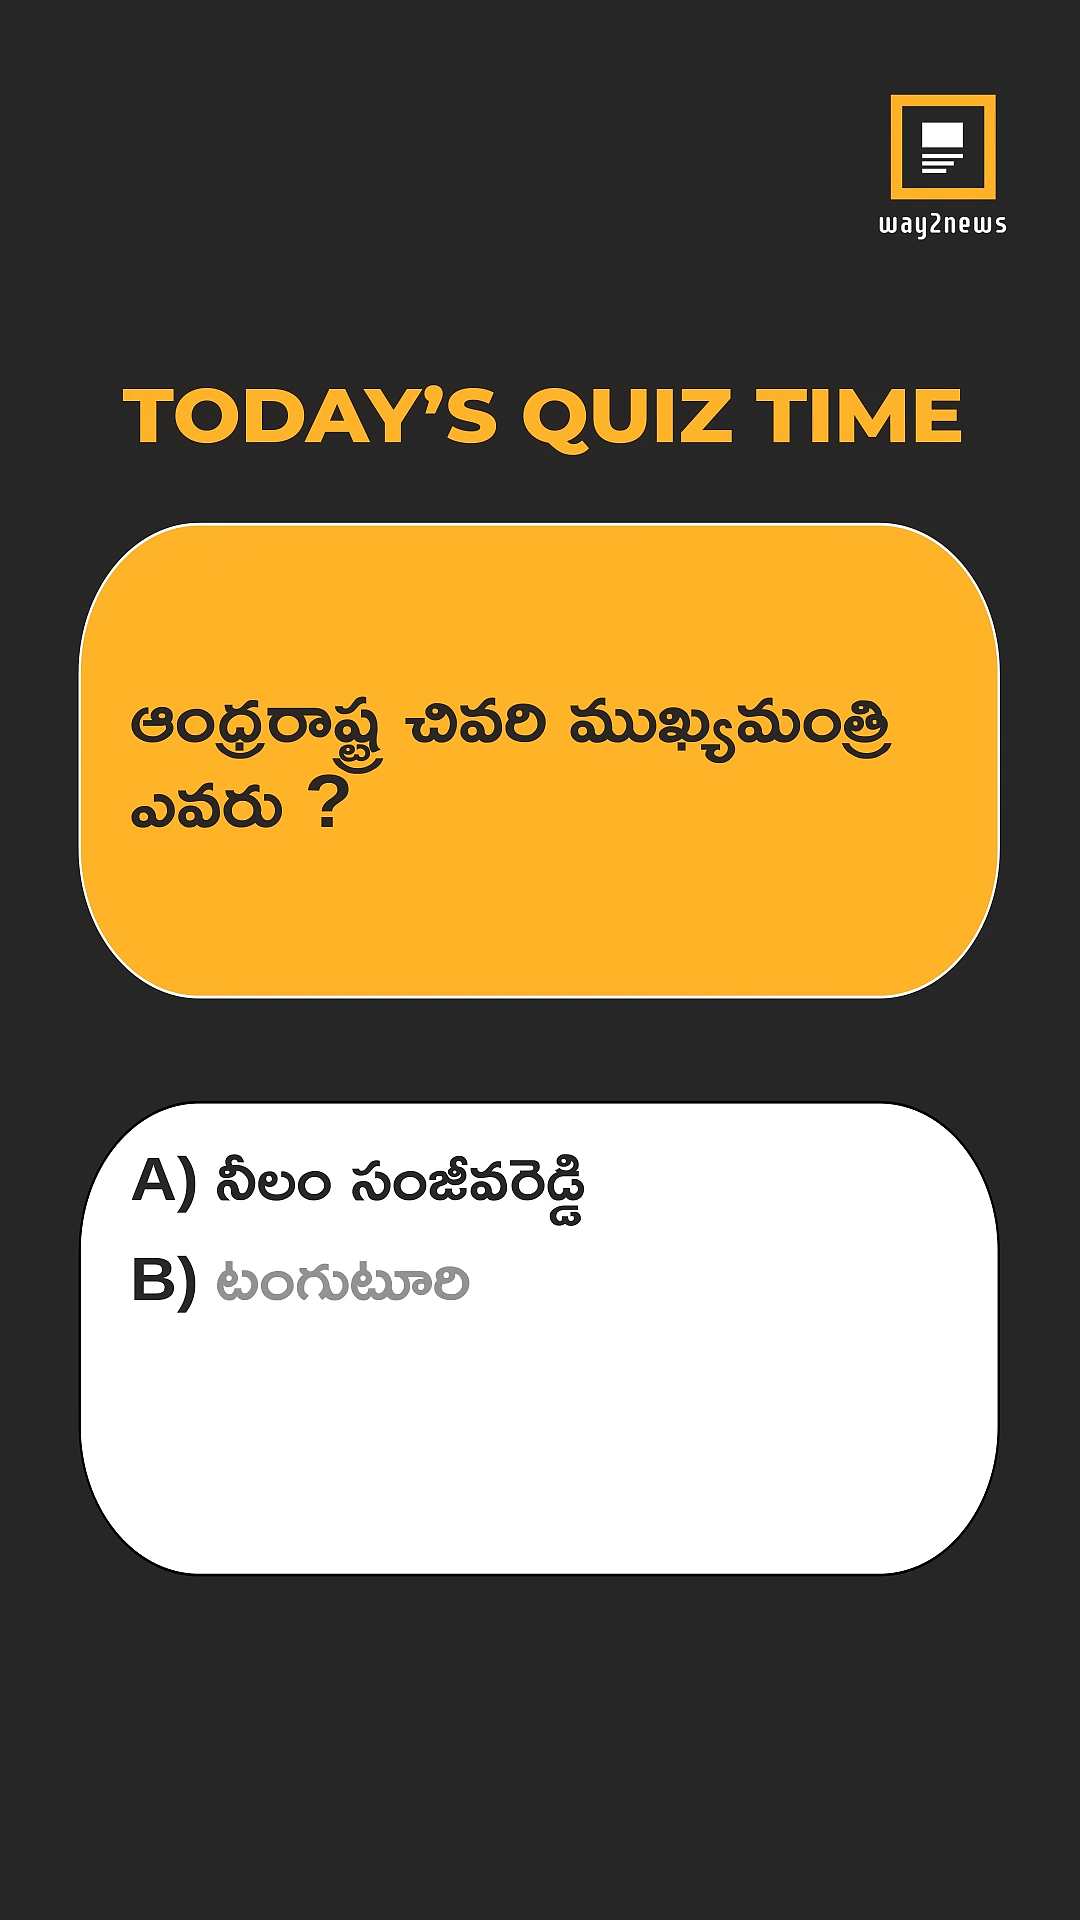 way2news
TODAY’S QUIZ TIME
ఆంధ్రరాష్ట్ర చివరి ముఖ్యమంత్రి
ఎవరు ?
A) నీలం సంజీవరెడ్డి
B) టంగుటూరి